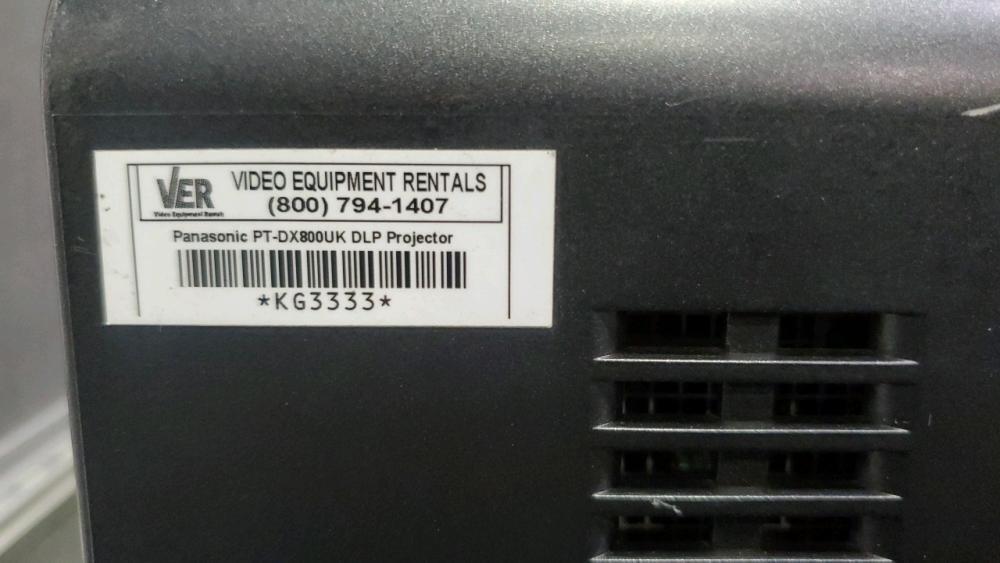 VER
Video Equipment Rentals
VIDEO EQUIPMENT RENTALS
(800) 794-1407
Panasonic PT-DX800UK DLP Projector
*KG3333*